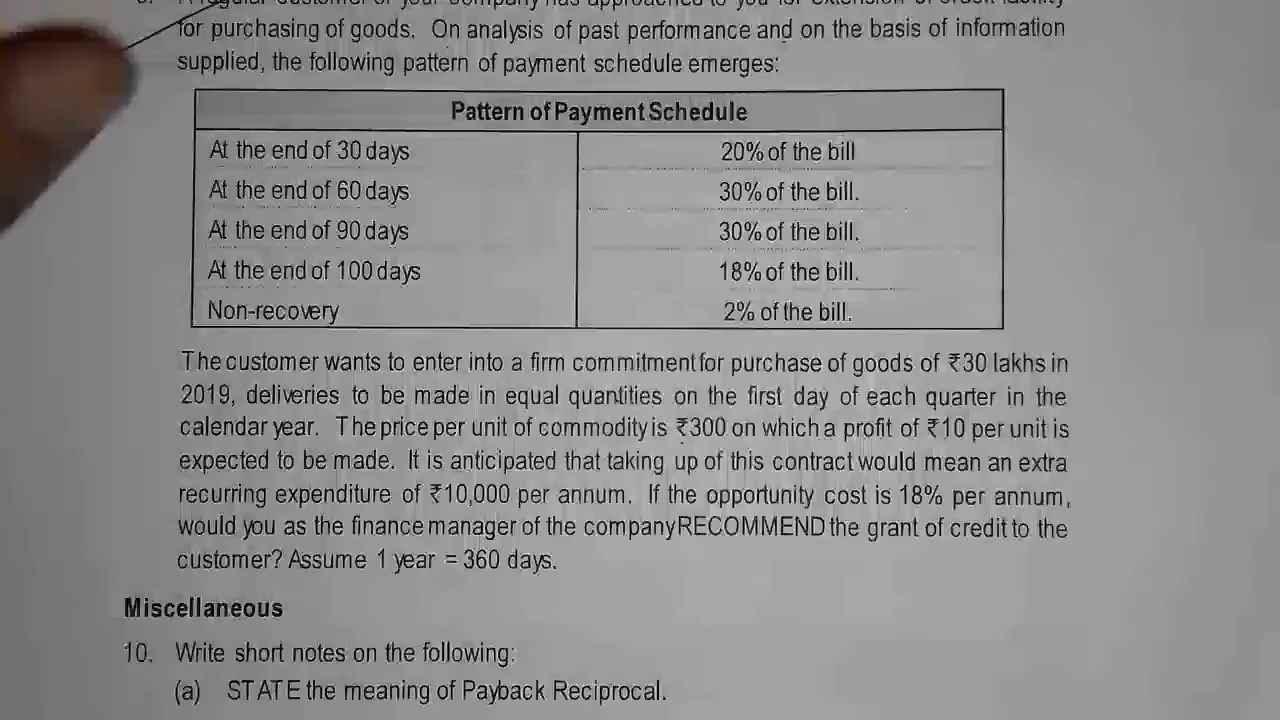 for purchasing of goods. On analysis of past performance and on the basis of information
supplied, the following pattern of payment schedule emerges:
Pattern of Payment Schedule
At the end of 30 days 20% of the bill
At the end of 60 days 30% of the bill.
At the end of 90 days 30% of the bill.
At the end of 100 days 18% of the bill.
Non-recovery 2% of the bill.
The customer wants to enter into a firm commitment for purchase of goods of ₹30 lakhs in
2019, deliveries to be made in equal quantities on the first day of each quarter in the
calendar year. The price per unit of commodity is ₹300 on which a profit of ₹10 per unit is
expected to be made. It is anticipated that taking up of this contract would mean an extra
recurring expenditure of ₹10,000 per annum. If the opportunity cost is 18% per annum,
would you as the finance manager of the company RECOMMEND the grant of credit to the
customer? Assume 1 year = 360 days.
Miscellaneous
10. Write short notes on the following:
(a) STATE the meaning of Payback Reciprocal.